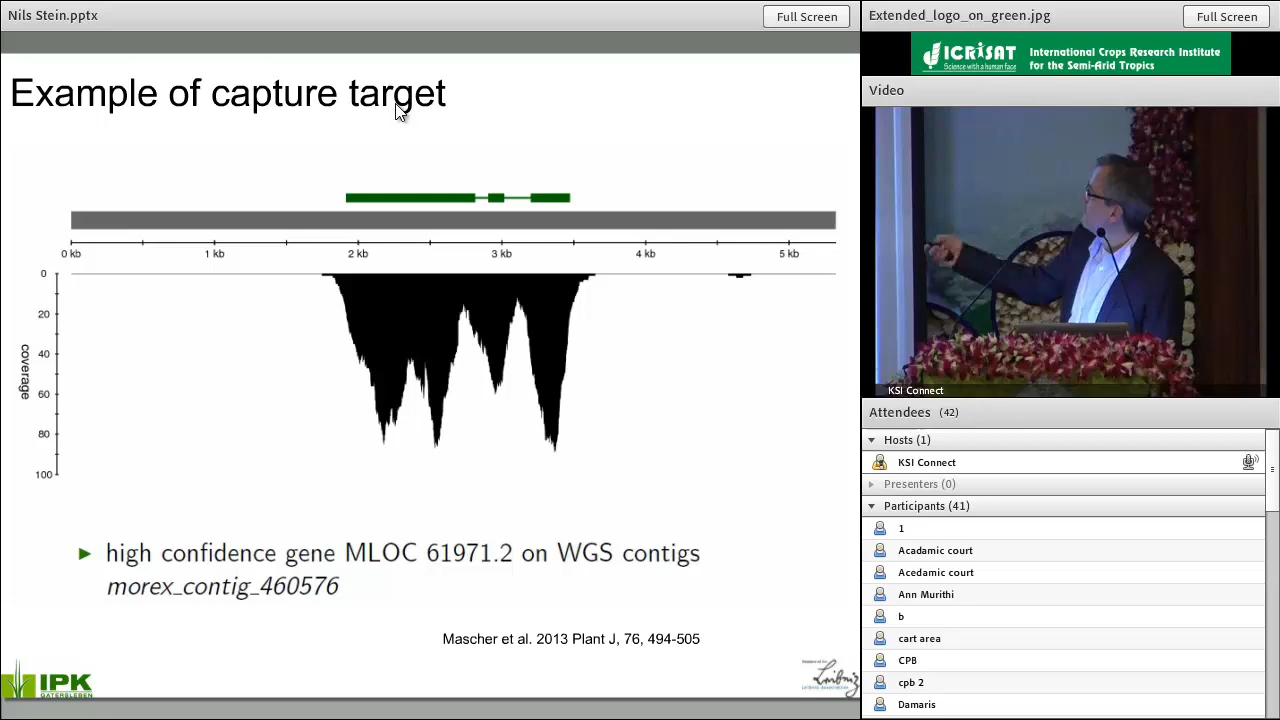 Nils Stein.pptx
Full Screen
Example of capture target
0 kb
1 kb
2 kb
3 kb
4 kb
5 kb
0
20
40
60
80
100
coverage
high confidence gene MLOC 61971.2 on WGS contigs
morex_contig_460576
Mascher et al. 2013 Plant J, 76, 494-505
IPK
GATERSLEBEN
Leibniz
Extended_logo_on_green.jpg
Full Screen
ICRISAT
Science with a human face
International Crops Research Institute
for the Semi-Arid Tropics
Video
KSI Connect
Attendees (42)
Hosts (1)
KSI Connect
Presenters (0)
Participants (41)
1
Acadamic court
Acedamic court
Ann Murithi
b
cart area
CPB
cpb 2
Damaris